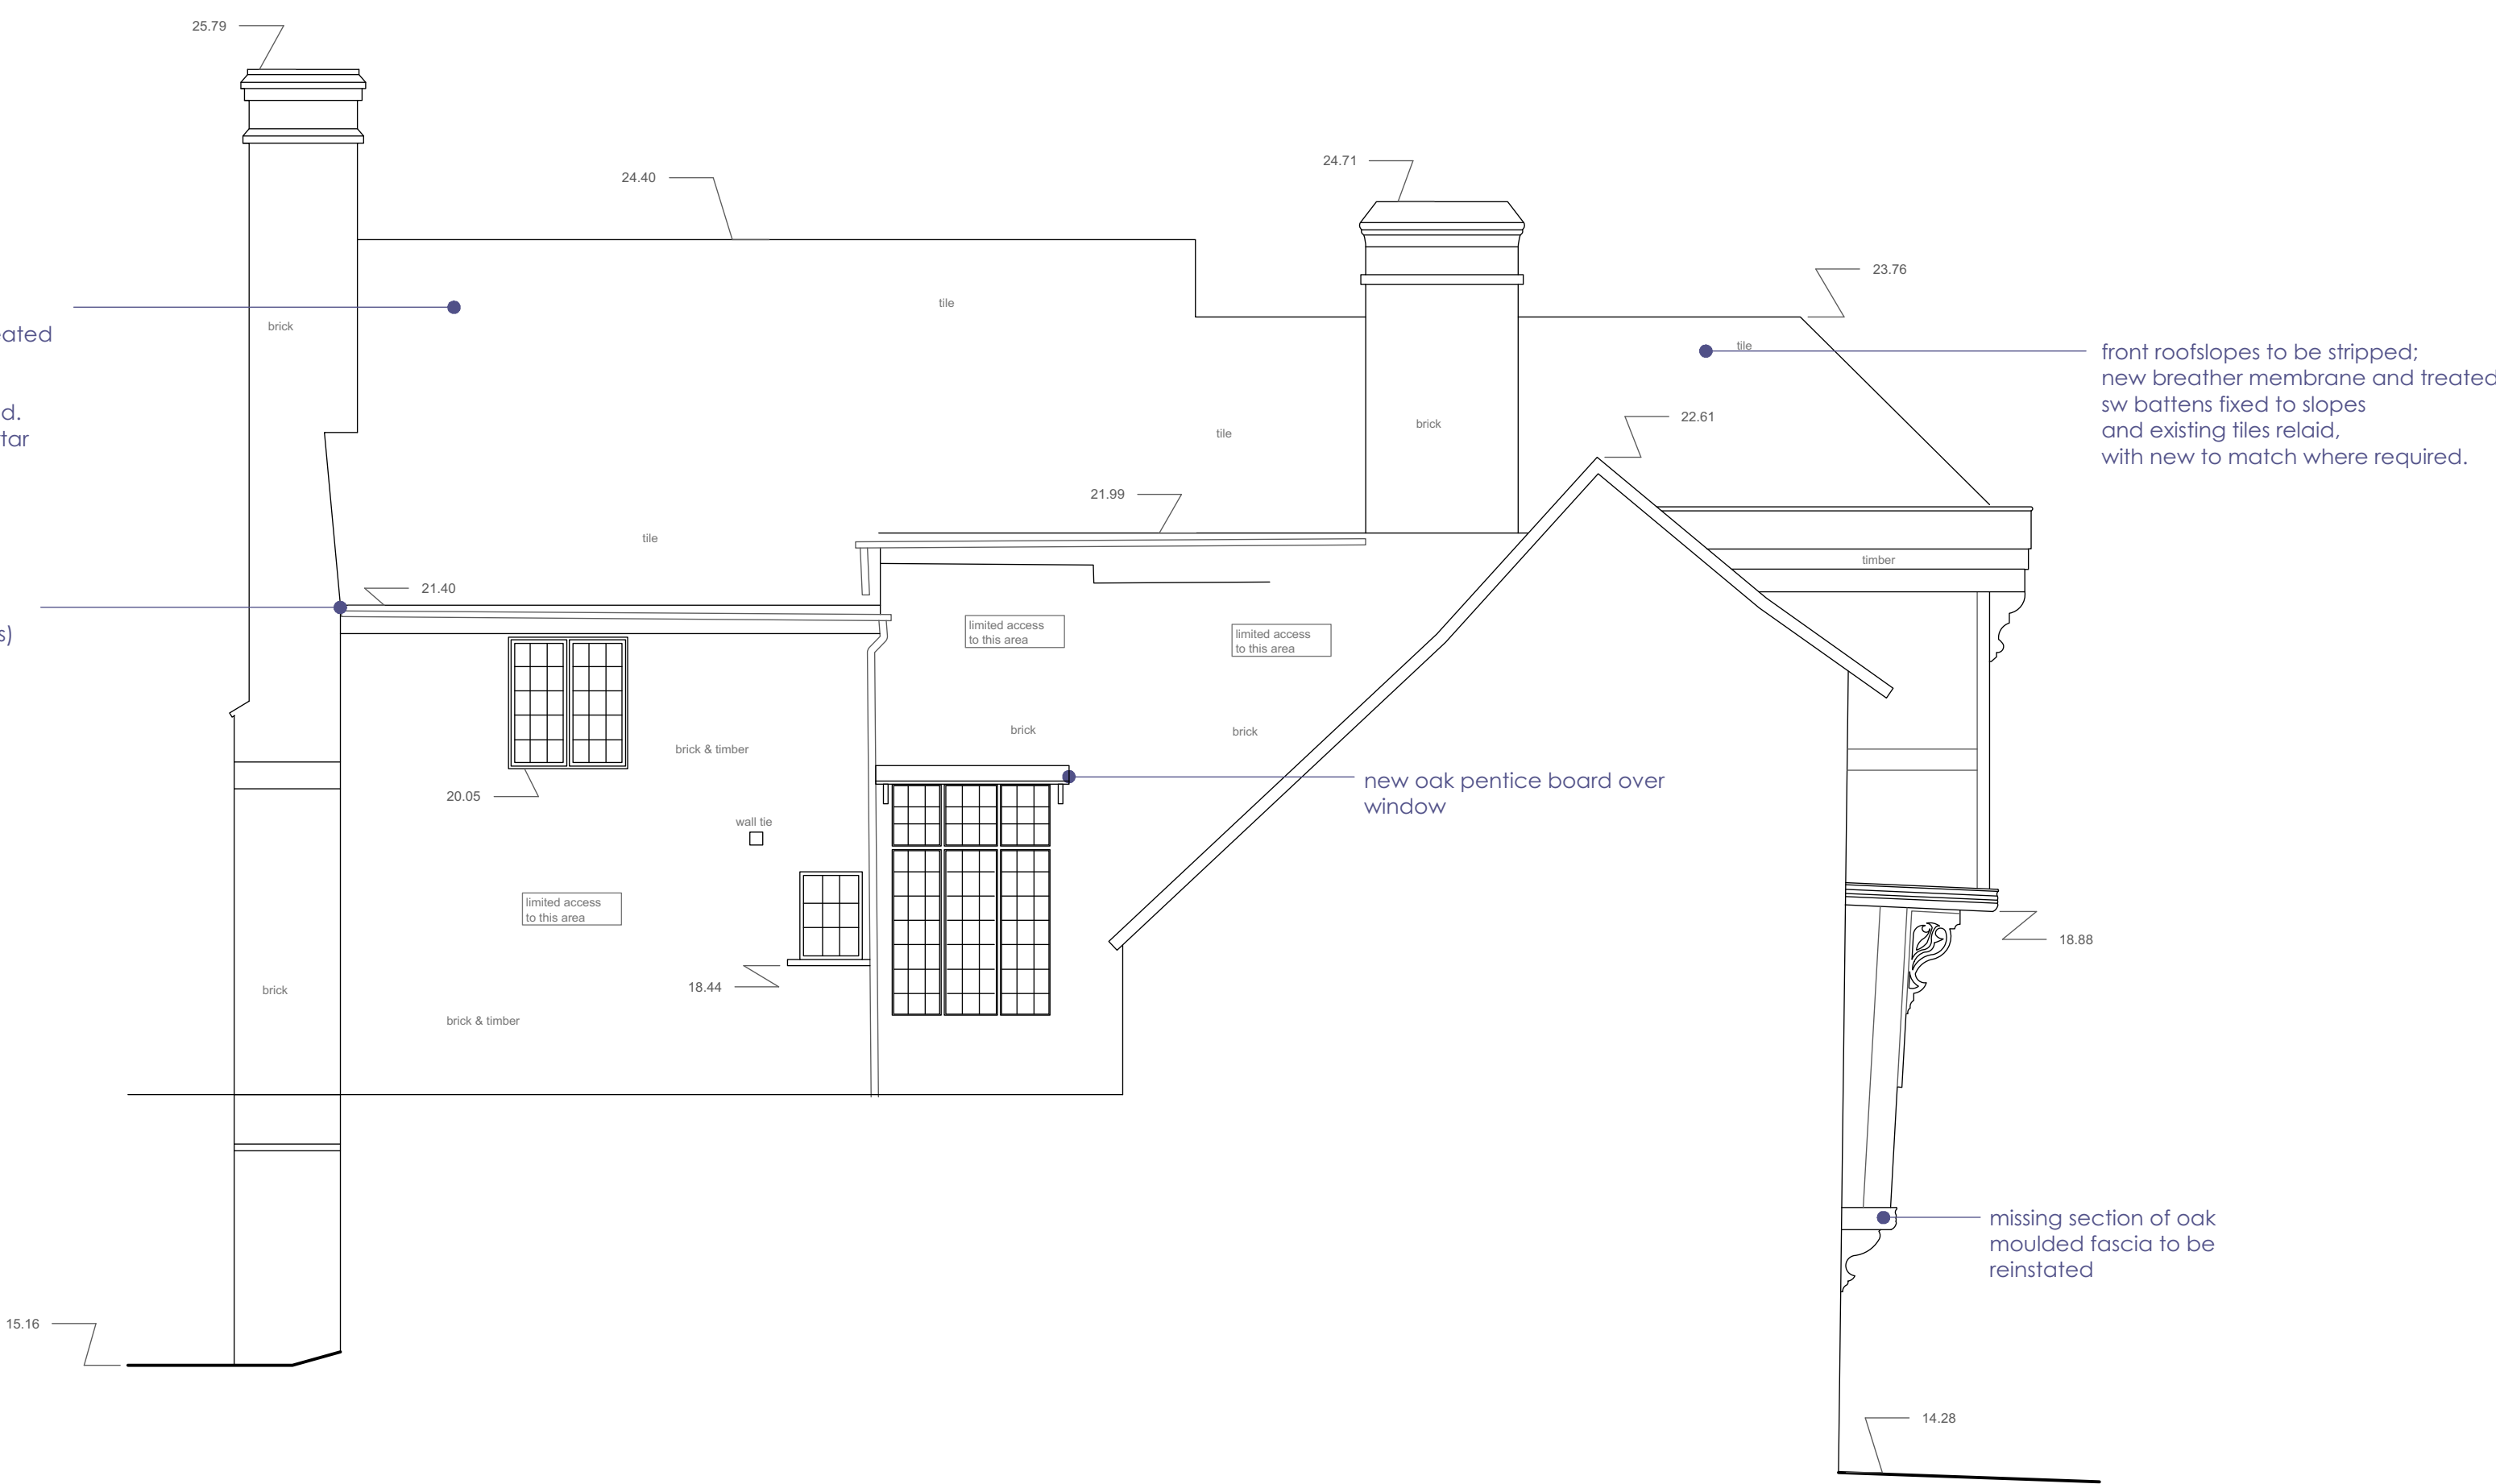 25.79
24.71
24.40
23.76
tile
brick
eated
tile
front roofslopes to be stripped;
new breather membrane and treated
sw battens fixed to slopes
and existing tiles relaid,
with new to match where required.
d.
tar
22.61
brick
tile
21.99
tile
timber
21.40
s)
limited access
to this area
limited access
to this area
brick
brick
brick & timber
new oak pentice board over
window
20.05
wall tie
limited access
to this area
18.88
18.44
brick
brick & timber
missing section of oak
moulded fascia to be
reinstated
15.16
14.28